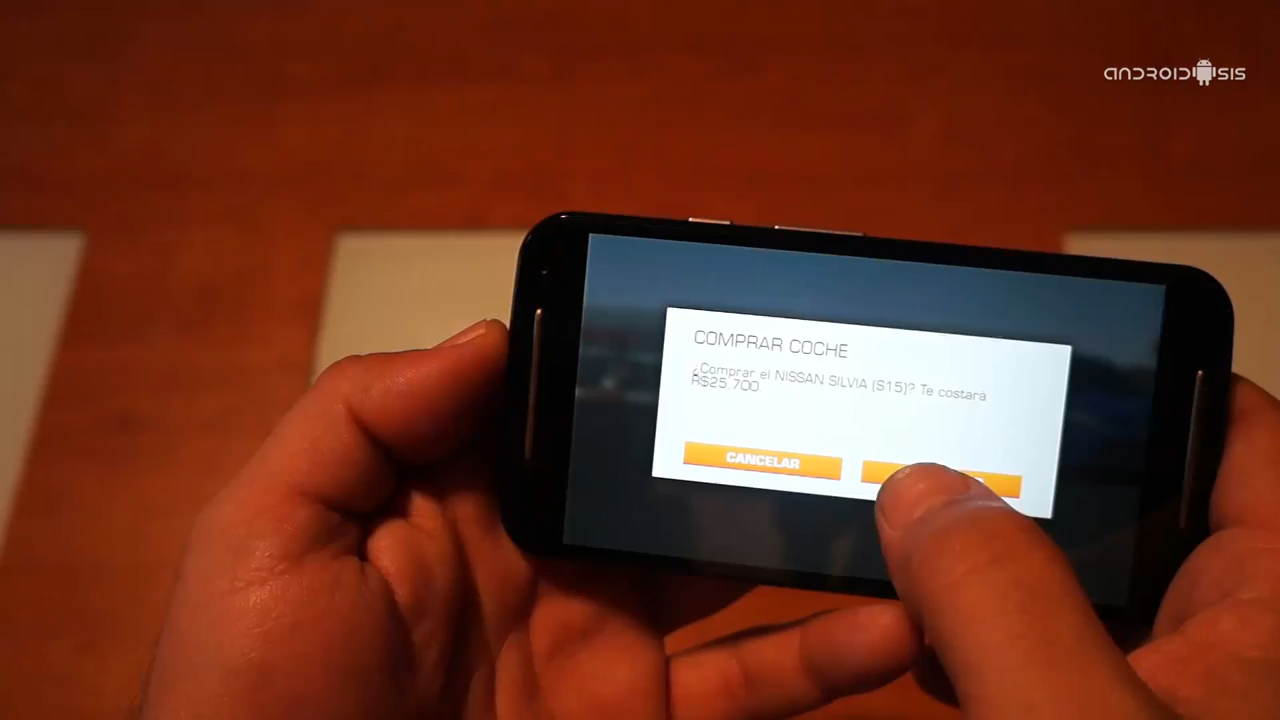 ANDROIDSIS
COMPRAR COCHE
¿Comprar el NISSAN SILVIA (S15)? Te costará
R$25.700.
CANCELAR